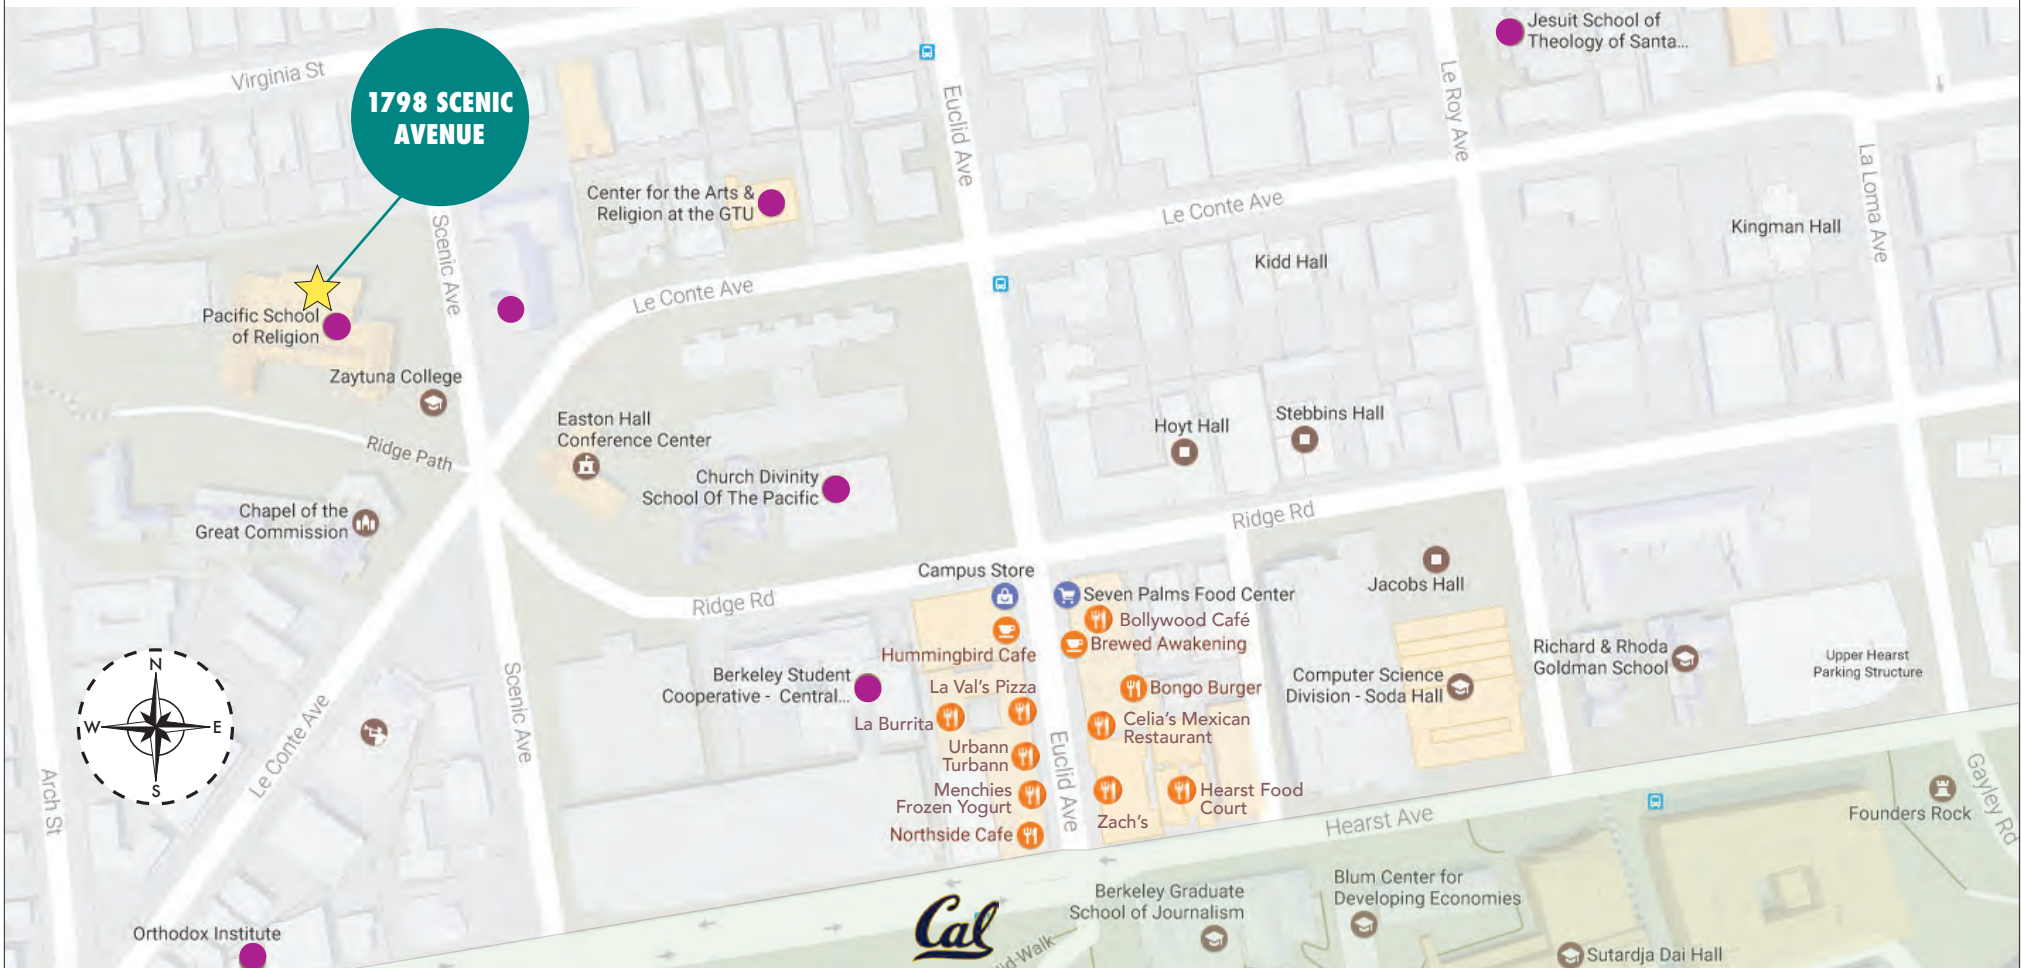 Jesuit School of
Theology of Santa...
Virginia St
1798 SCENIC
AVENUE
Euclid Ave
Le Roy Ave
La Loma Ave
Center for the Arts &
Religion at the GTU
Le Conte Ave
Kingman Hall
Scenic Ave
Kidd Hall
Le Conte Ave
Pacific School
of Religion
Zaytuna College
Easton Hall
Conference Center
Hoyt Hall
Stebbins Hall
Ridge Path
Church Divinity
School Of The Pacific
Chapel of the
Great Commission
Ridge Rd
Campus Store
Jacobs Hall
Seven Palms Food Center
Ridge Rd
Bollywood Café
Brewed Awakening
Hummingbird Cafe
Richard & Rhoda
Goldman School
Upper Hearst
Parking Structure
N
W
E
S
Berkeley Student
Cooperative - Central...
La Val's Pizza
Bongo Burger
Computer Science
Division - Soda Hall
La Burrita
Celia's Mexican
Restaurant
Scenic Ave
Le Conte Ave
Urbann
Turbann
Euclid Ave
Arch St
Menchies
Frozen Yogurt
Hearst Food
Court
Zach's
Northside Cafe
Hearst Ave
Gayley Rd
Founders Rock
Berkeley Graduate
School of Journalism
Blum Center for
Developing Economies
Cal
Orthodox Institute
Sutardja Dai Hall